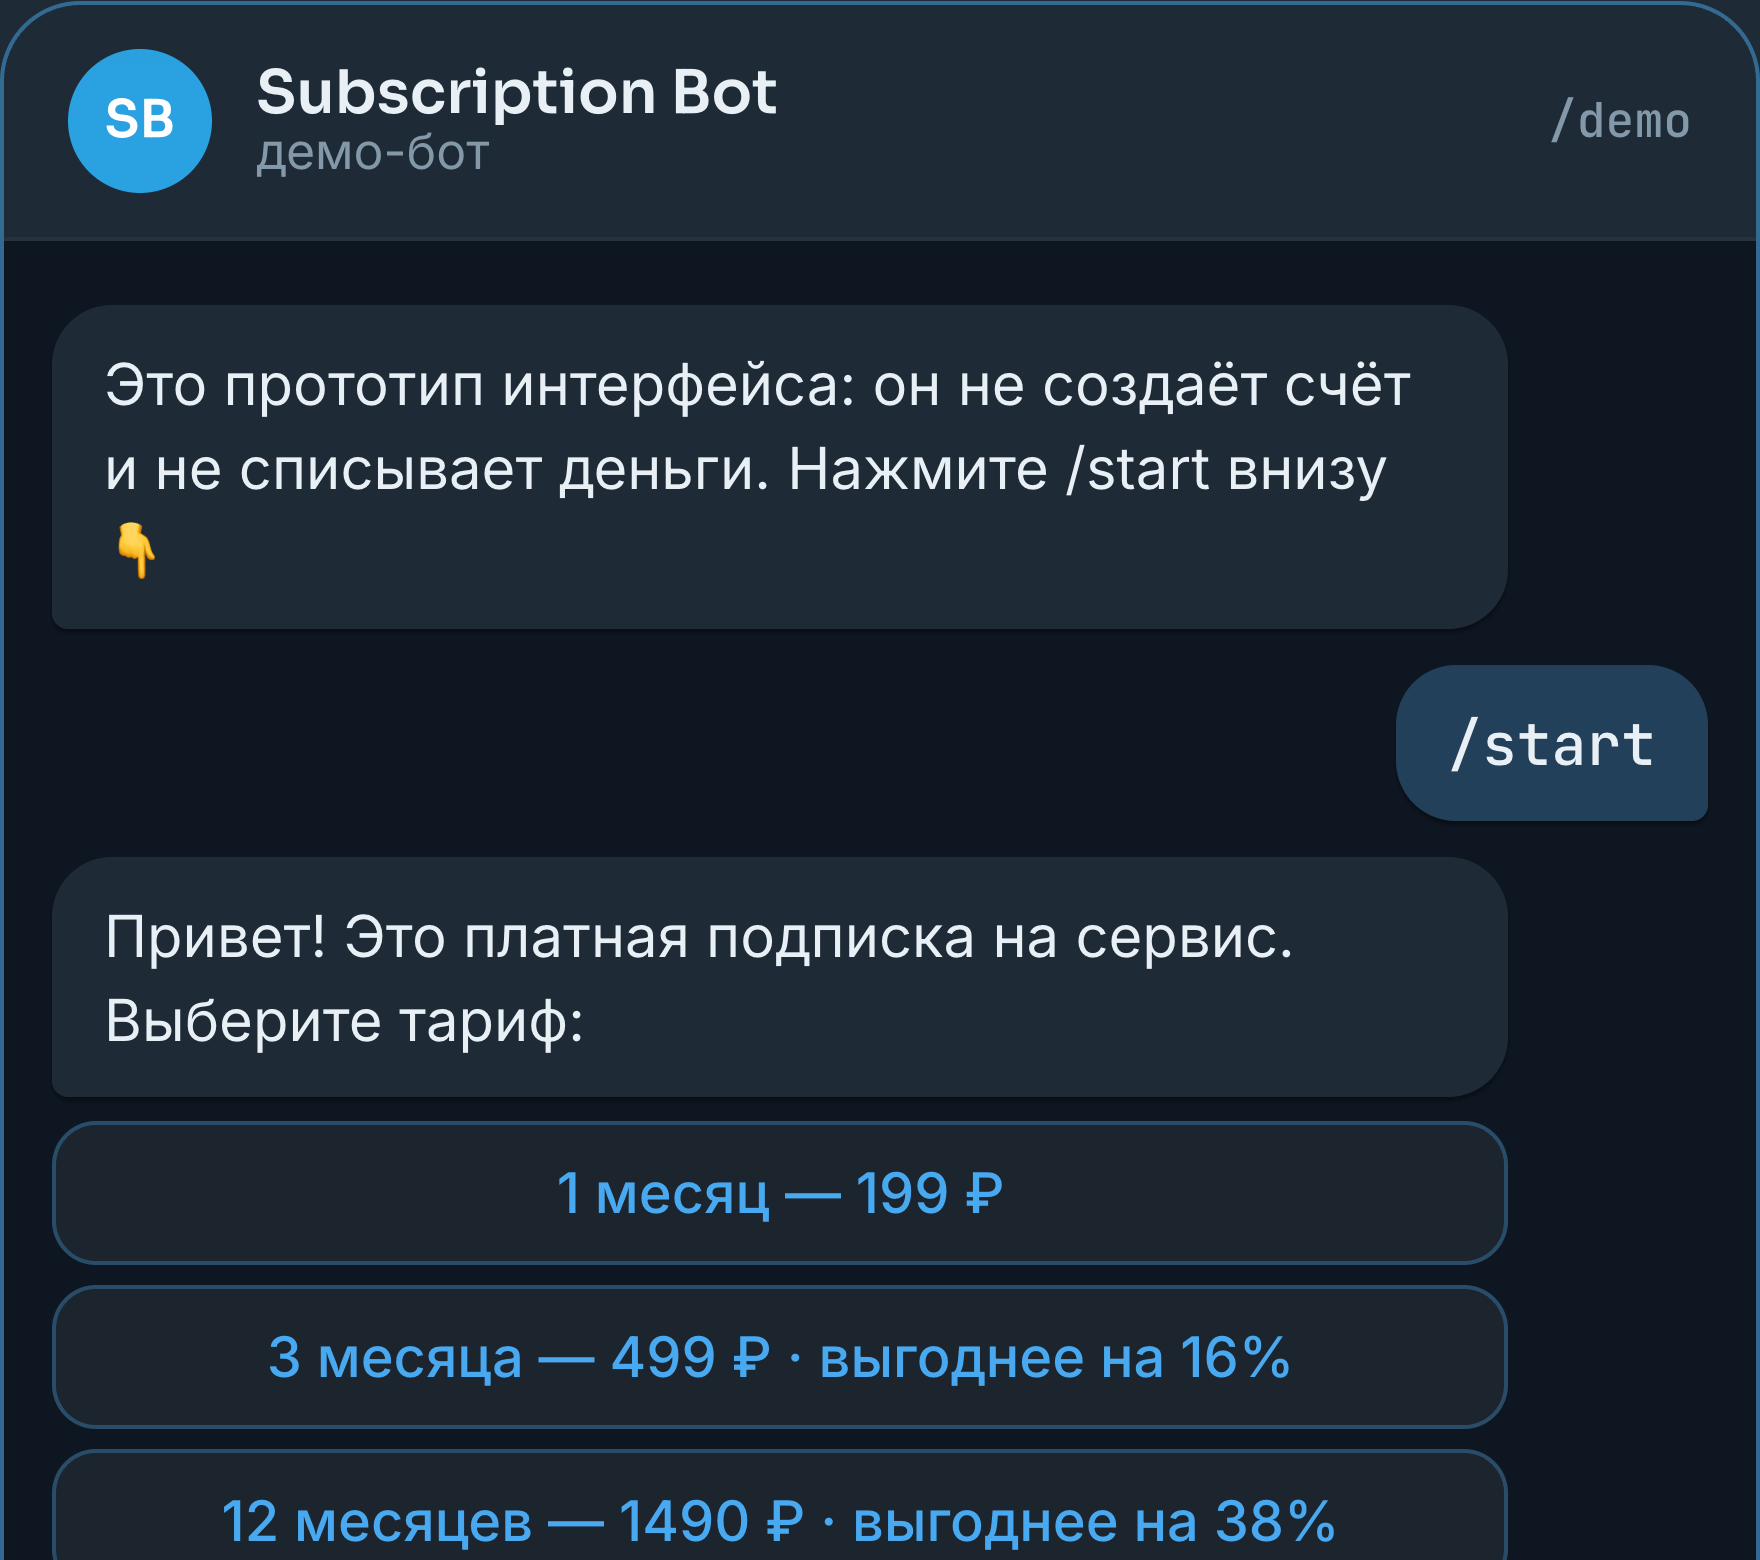 SB
Subscription Bot
демо-бот
/demo
Это прототип интерфейса: он не создаёт счёт
и не списывает деньги. Нажмите /start внизу
👇
/start
Привет! Это платная подписка на сервис.
Выберите тариф:
1 месяц — 199 ₽
3 месяца — 499 ₽ · выгоднее на 16%
12 месяцев — 1490 ₽ · выгоднее на 38%